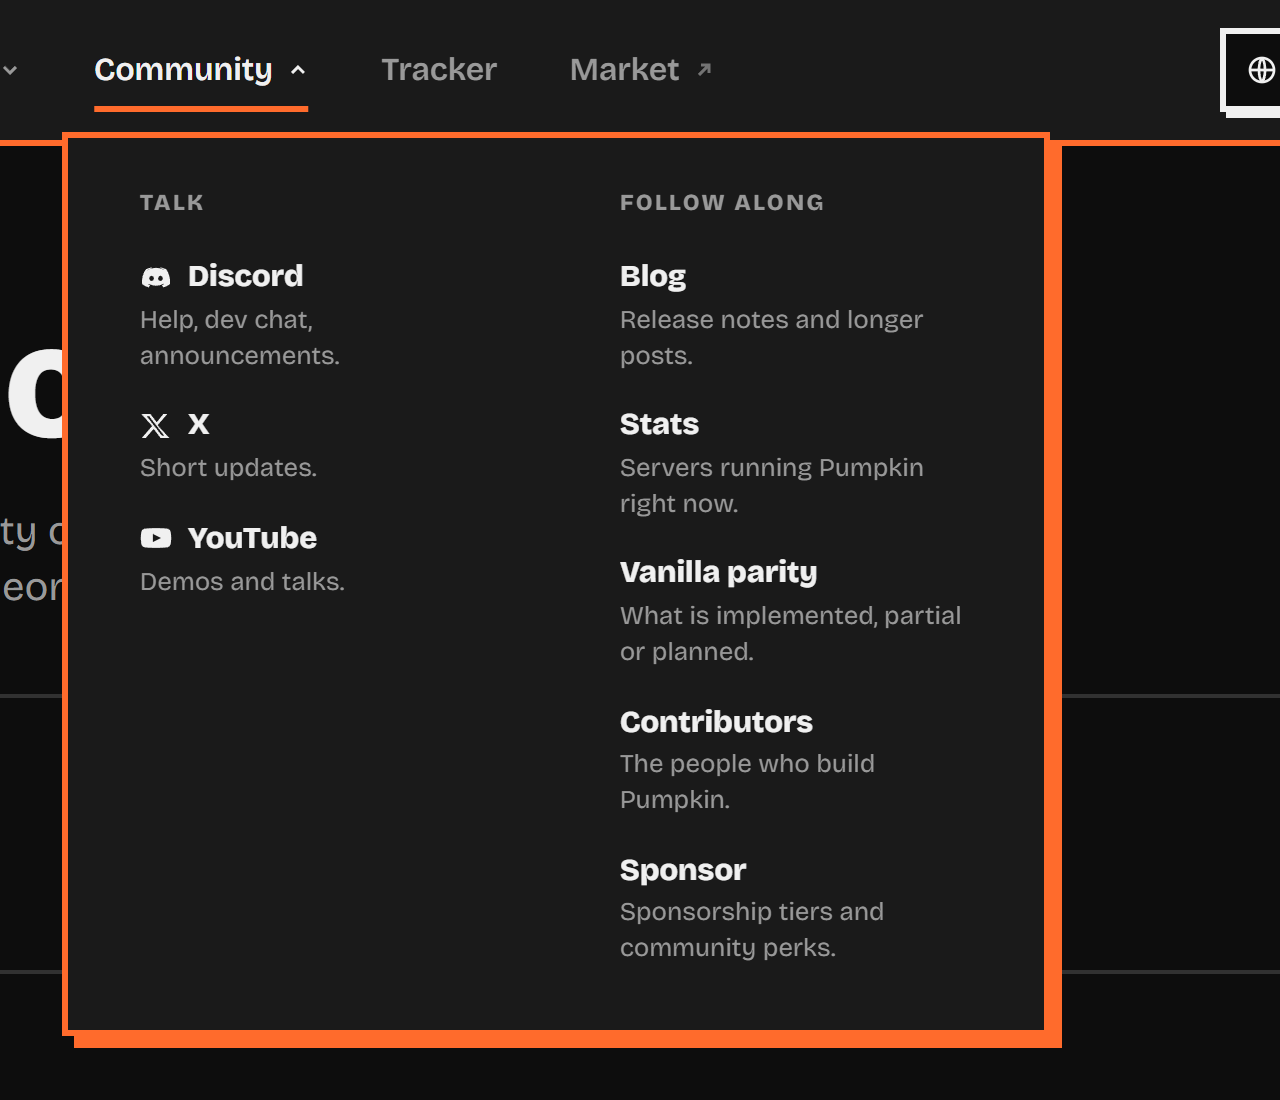 Community
Tracker
Market
TALK
Discord
Help, dev chat,
announcements.
X
Short updates.
YouTube
Demos and talks.
FOLLOW ALONG
Blog
Release notes and longer
posts.
Stats
Servers running Pumpkin
right now.
Vanilla parity
What is implemented, partial
or planned.
Contributors
The people who build
Pumpkin.
Sponsor
Sponsorship tiers and
community perks.